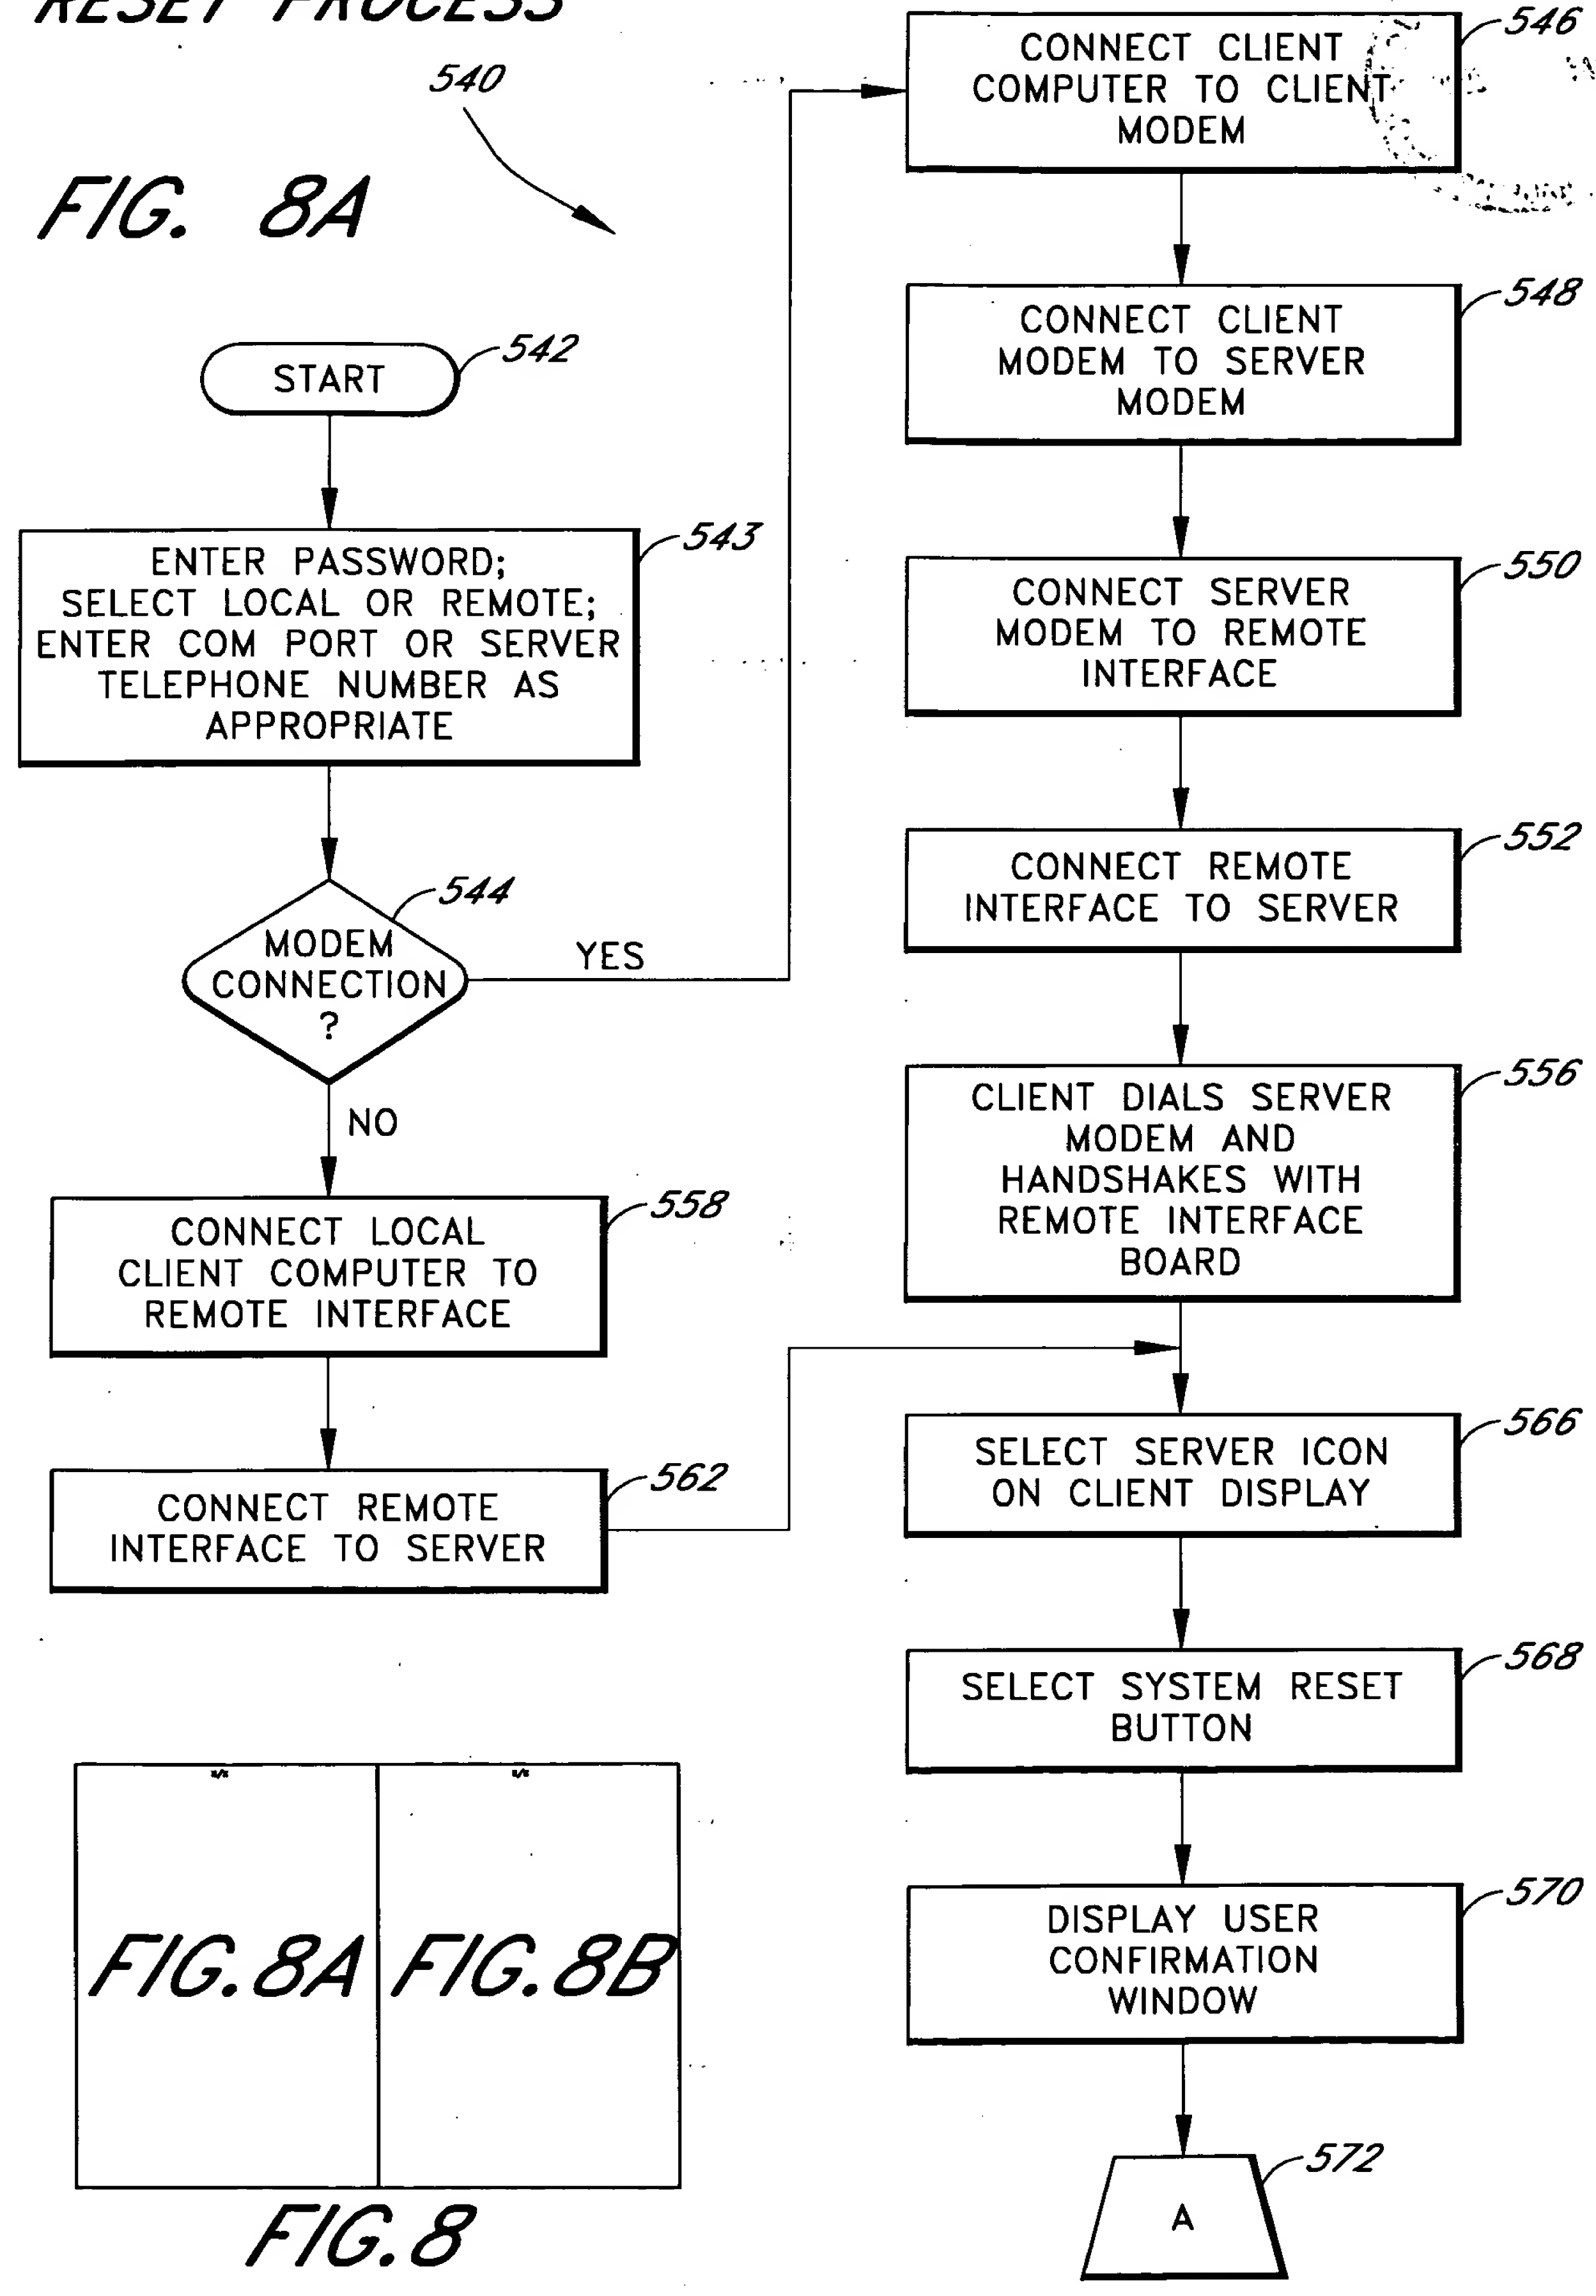 RESET PROCESS
540
FIG. 8A
START
542
ENTER PASSWORD;
SELECT LOCAL OR REMOTE;
ENTER COM PORT OR SERVER
TELEPHONE NUMBER AS
APPROPRIATE
543
MODEM
CONNECTION
?
544
YES
NO
CONNECT LOCAL
CLIENT COMPUTER TO
REMOTE INTERFACE
558
CONNECT REMOTE
INTERFACE TO SERVER
562
CONNECT CLIENT
COMPUTER TO CLIENT
MODEM
546
CONNECT CLIENT
MODEM TO SERVER
MODEM
548
CONNECT SERVER
MODEM TO REMOTE
INTERFACE
550
CONNECT REMOTE
INTERFACE TO SERVER
552
CLIENT DIALS SERVER
MODEM AND
HANDSHAKES WITH
REMOTE INTERFACE
BOARD
556
SELECT SERVER ICON
ON CLIENT DISPLAY
566
SELECT SYSTEM RESET
BUTTON
568
DISPLAY USER
CONFIRMATION
WINDOW
570
A
572
FIG.8A
FIG.8B
FIG.8